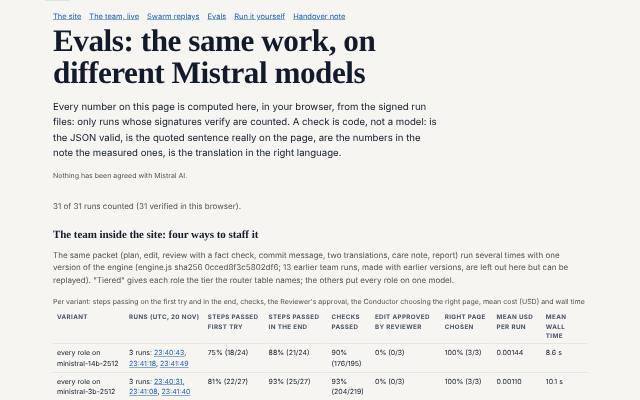 The site The team, live Swarm replays Evals Run it yourself Handover note
Evals: the same work, on
different Mistral models
Every number on this page is computed here, in your browser, from the signed run
files: only runs whose signatures verify are counted. A check is code, not a model: is
the JSON valid, is the quoted sentence really on the page, are the numbers in the
note the measured ones, is the translation in the right language.
Nothing has been agreed with Mistral AI.
31 of 31 runs counted (31 verified in this browser).
The team inside the site: four ways to staff it
The same packet (plan, edit, review with a fact check, commit message, two translations, care note, report) run several times with one
version of the engine (engine.js sha256 0cced8f3c5802df6; 13 earlier team runs, made with earlier versions, are left out here but can be
replayed). "Tiered" gives each role the tier the router table names; the others put every role on one model.
Per variant: steps passing on the first try and in the end, checks, the Reviewer's approval, the Conductor choosing the right page, mean cost (USD) and wall time
VARIANT RUNS (UTC, 20 NOV) STEPS PASSED STEPS PASSED CHECKS EDIT APPROVED RIGHT PAGE MEAN USD MEAN
FIRST TRY IN THE END PASSED BY REVIEWER CHOSEN PER RUN WALL
TIME
every role on 3 runs: 23:40:43, 75% (18/24) 88% (21/24) 90% 0% (0/3) 100% (3/3) 0.00144 8.6 s
ministral-14b-2512 23:41:18, 23:41:49 (176/195)
every role on 3 runs: 23:40:31, 81% (22/27) 93% (25/27) 93% 0% (0/3) 100% (3/3) 0.00110 10.1 s
ministral-3b-2512 23:41:08, 23:41:40 (204/219)